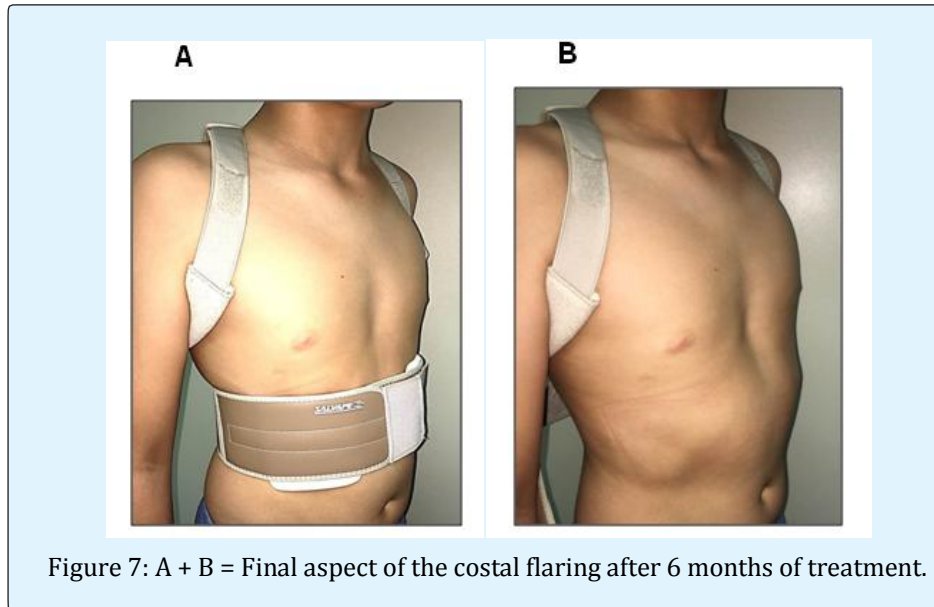 A
B
Figure 7: A + B = Final aspect of the costal flaring after 6 months of treatment.